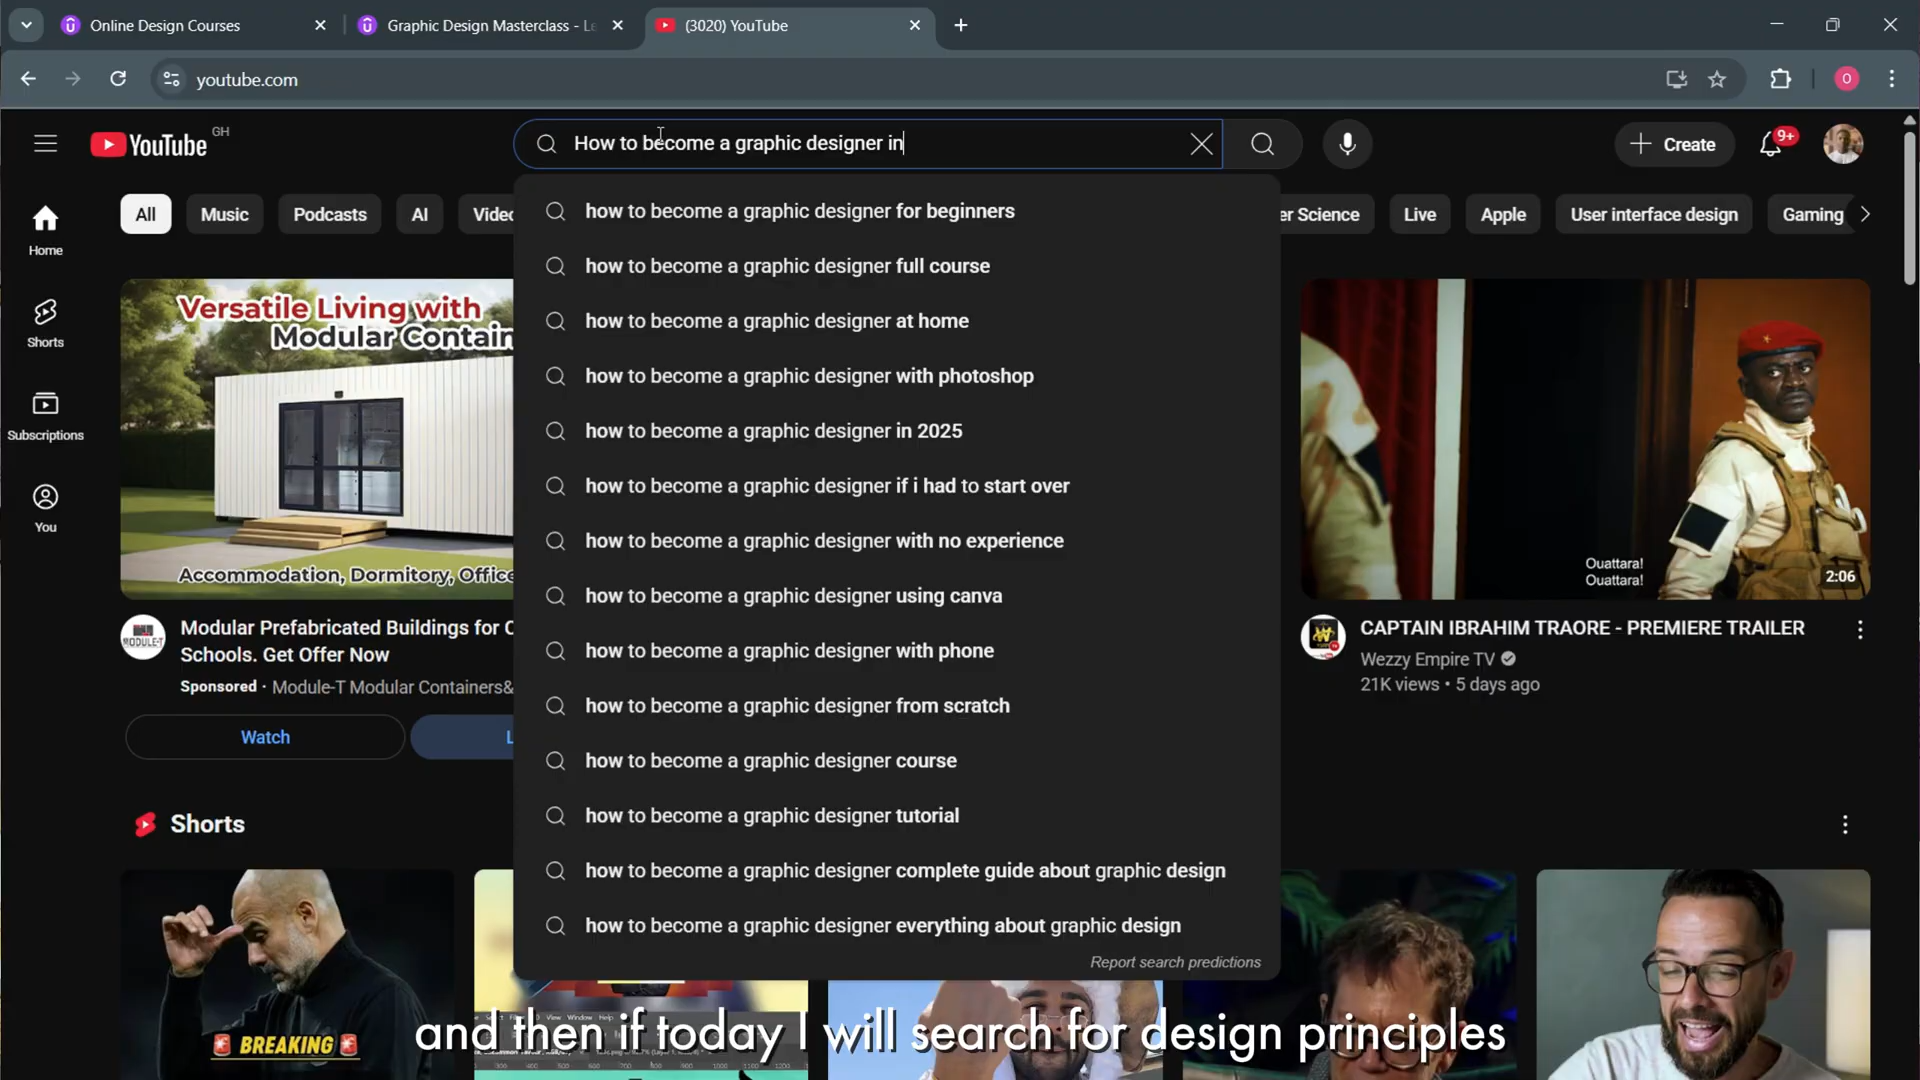 Online Design Courses
Graphic Design Masterclass - Le
(3020) YouTube
youtube.com
O
YouTube GH
How to become a graphic designer in
Create
9+
All
Music
Podcasts
AI
Video
er Science
Live
Apple
User interface design
Gaming
Home
Shorts
Subscriptions
You
how to become a graphic designer for beginners
how to become a graphic designer full course
how to become a graphic designer at home
how to become a graphic designer with photoshop
how to become a graphic designer in 2025
how to become a graphic designer if i had to start over
how to become a graphic designer with no experience
how to become a graphic designer using canva
how to become a graphic designer with phone
how to become a graphic designer from scratch
how to become a graphic designer course
how to become a graphic designer tutorial
how to become a graphic designer complete guide about graphic design
how to become a graphic designer everything about graphic design
Report search predictions
Versatile Living with
Modular Contain
Accommodation, Dormitory, Office
MODULE-T
Modular Prefabricated Buildings for C
Schools. Get Offer Now
Sponsored · Module-T Modular Containers&
Watch
L
Ouattara!
Ouattara!
2:06
CAPTAIN IBRAHIM TRAORE - PREMIERE TRAILER
Wezzy Empire TV
21K views • 5 days ago
Shorts
BREAKING
View Window Help
and then if today I will search for design principles